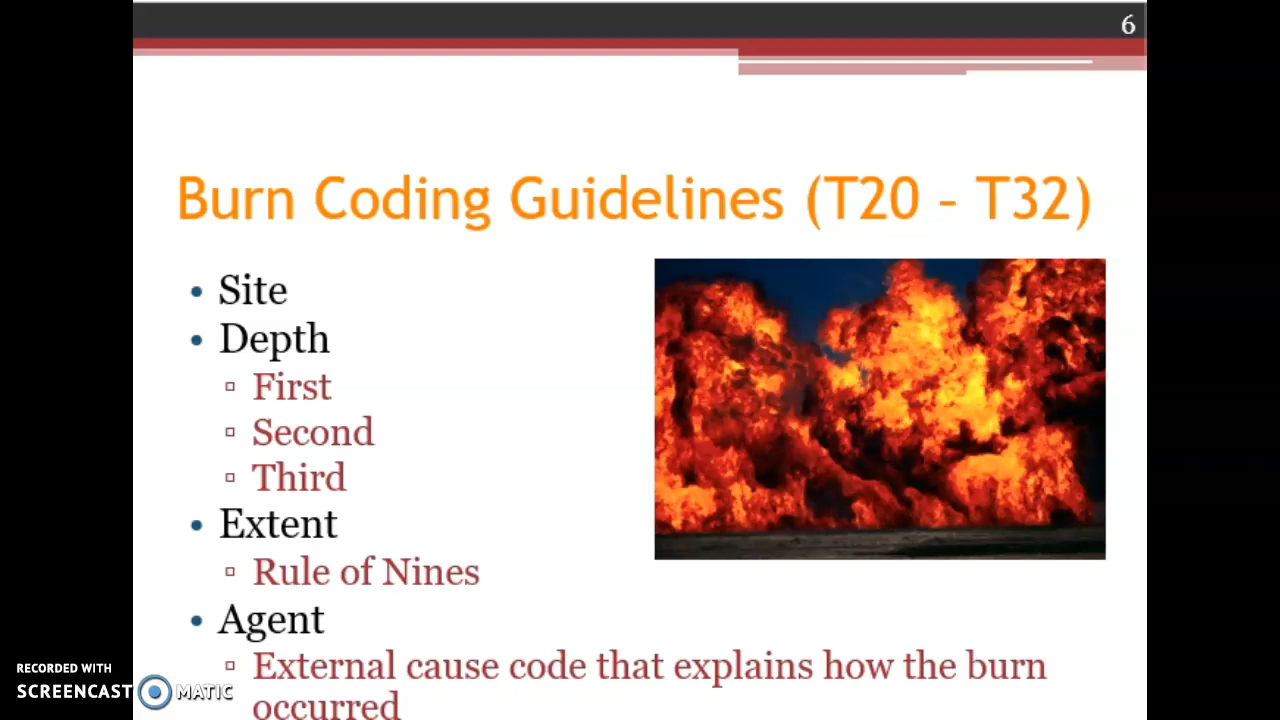 6
Burn Coding Guidelines (T20 – T32)
• Site
• Depth
▫ First
▫ Second
▫ Third
• Extent
▫ Rule of Nines
• Agent
▫ External cause code that explains how the burn
occurred
RECORDED WITH
SCREENCAST MATIC